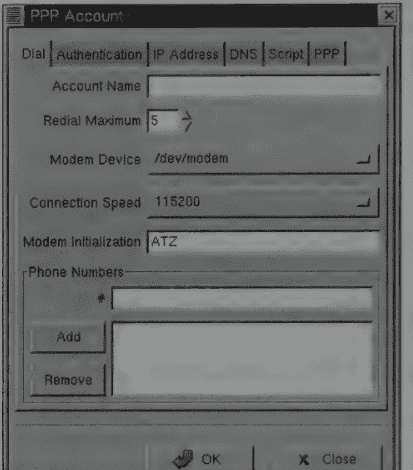 PPP Account
Dial Authentication IP Address DNS Script PPP
Account Name
Redial Maximum 5
Modem Device /dev/modem
Connection Speed 115200
Modem Initialization ATZ
Phone Numbers
#
Add
Remove
OK Close